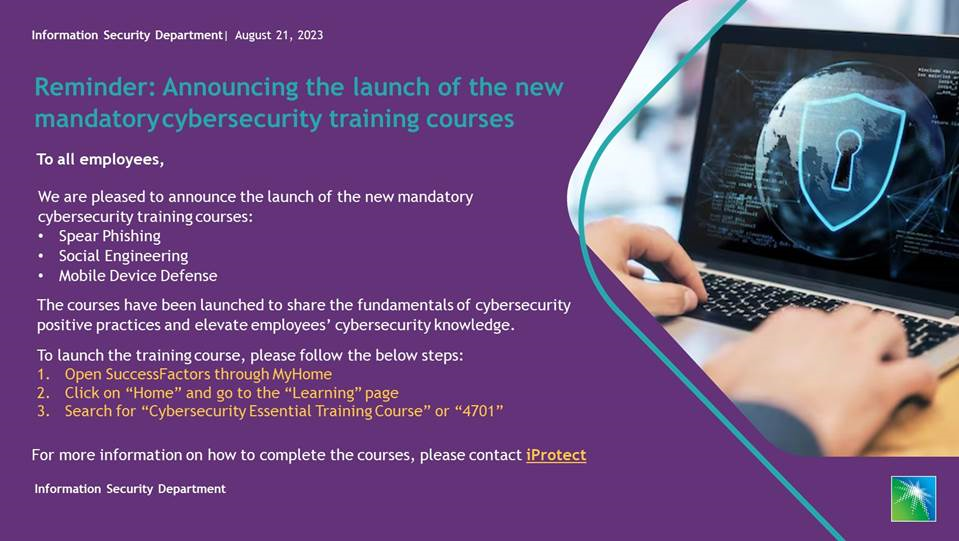 Information Security Department| August 21, 2023
Reminder: Announcing the launch of the new
mandatory cybersecurity training courses
To all employees,
We are pleased to announce the launch of the new mandatory
cybersecurity training courses:
• Spear Phishing
• Social Engineering
• Mobile Device Defense
The courses have been launched to share the fundamentals of cybersecurity
positive practices and elevate employees’ cybersecurity knowledge.
To launch the training course, please follow the below steps:
1. Open SuccessFactors through MyHome
2. Click on “Home” and go to the “Learning” page
3. Search for “Cybersecurity Essential Training Course” or “4701”
For more information on how to complete the courses, please contact iProtect
Information Security Department